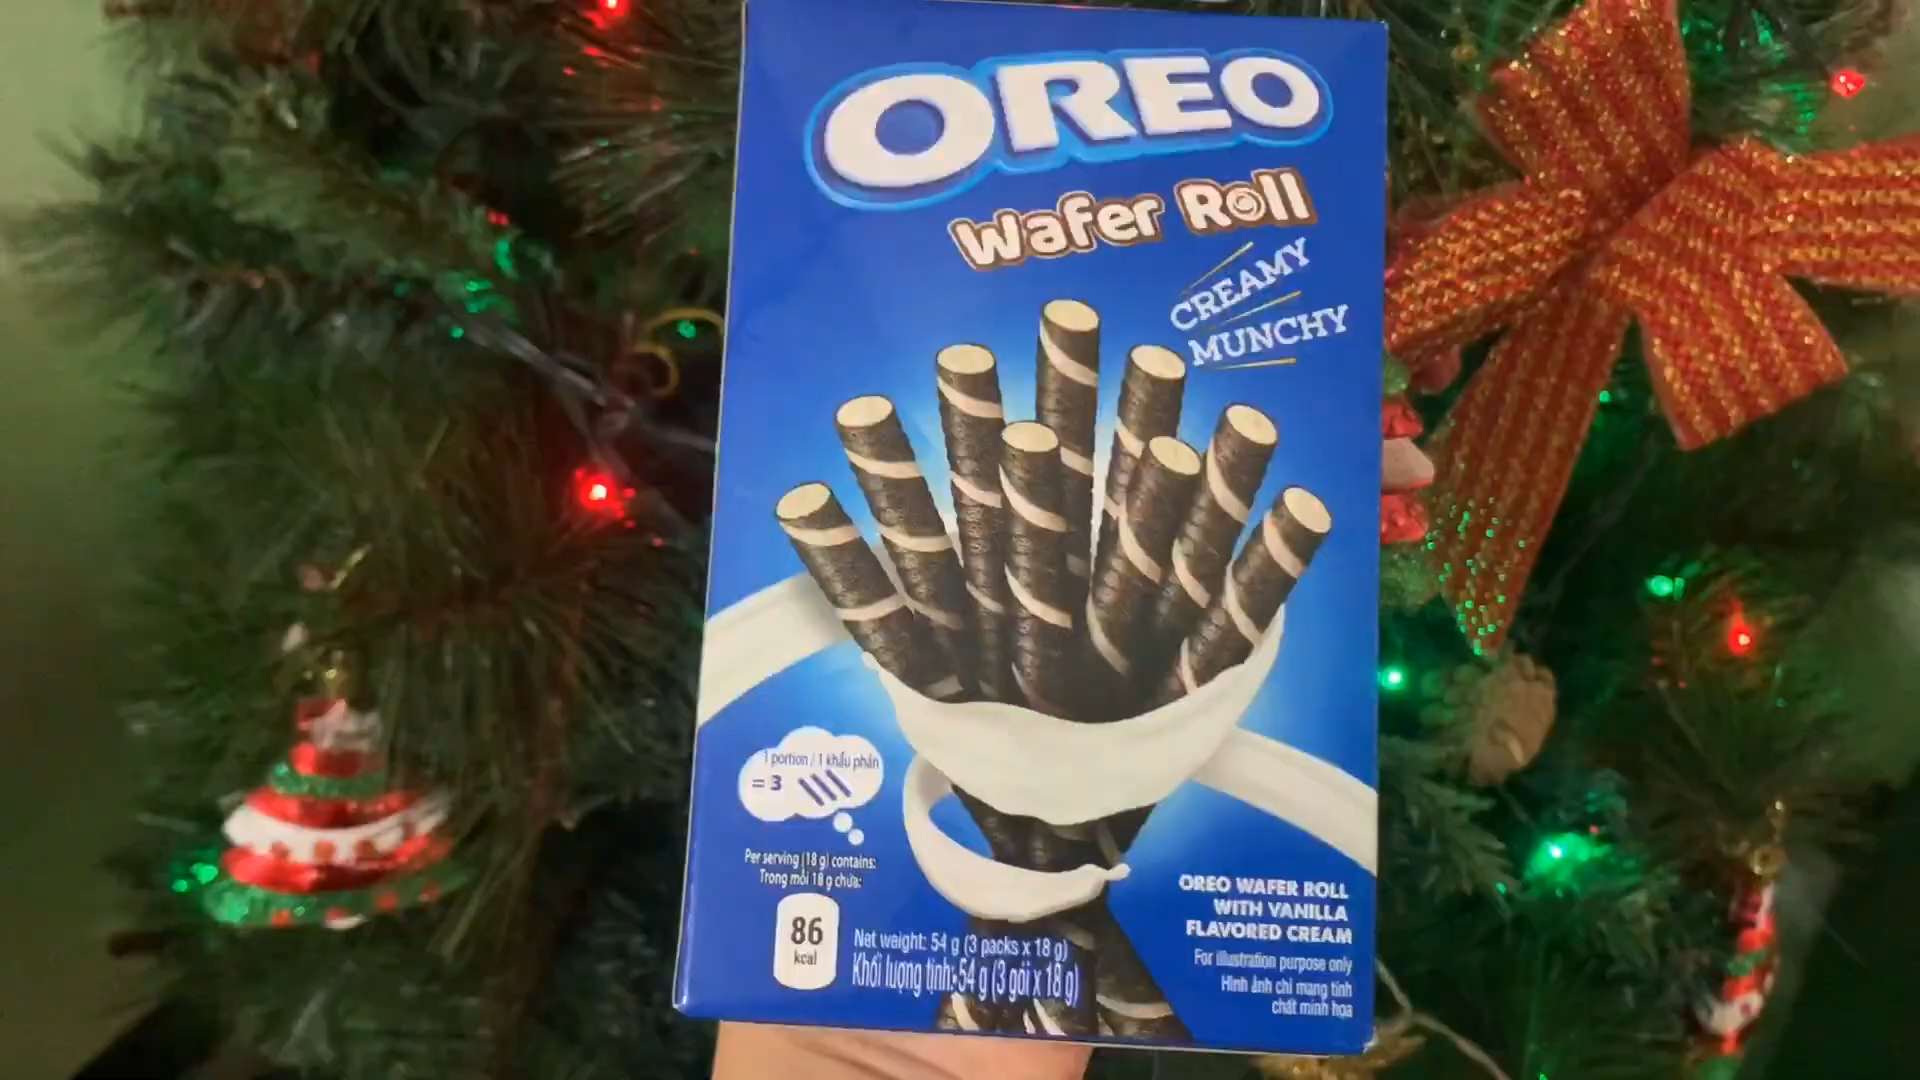 OREO
Wafer Roll
CREAMY
MUNCHY
1 portion / 1 khẩu phần
= 3
Per serving (18 g) contains:
Trong mỗi 18 g chứa:
86
kcal
Net weight: 54 g (3 packs x 18 g)
Khối lượng tịnh: 54 g (3 gói x 18 g)
OREO WAFER ROLL
WITH VANILLA
FLAVORED CREAM
For illustration purpose only
Hình ảnh chỉ mang tính
chất minh họa